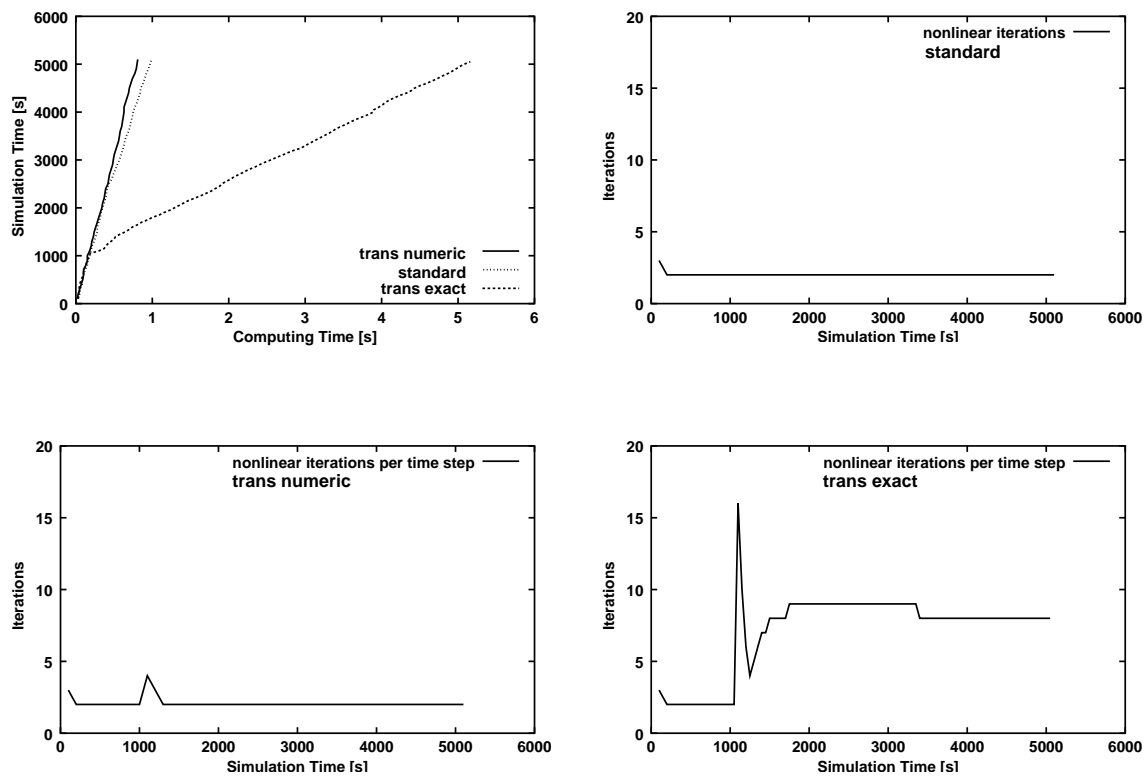 6000
5000
4000
3000
2000
1000
0
Simulation Time [s]
trans numeric
standard
trans exact
0 1 2 3 4 5 6
Computing Time [s]
20
15
10
5
0
Iterations
nonlinear iterations
standard
0 1000 2000 3000 4000 5000 6000
Simulation Time [s]
20
15
10
5
0
Iterations
nonlinear iterations per time step
trans numeric
0 1000 2000 3000 4000 5000 6000
Simulation Time [s]
20
15
10
5
0
Iterations
nonlinear iterations per time step
trans exact
0 1000 2000 3000 4000 5000 6000
Simulation Time [s]